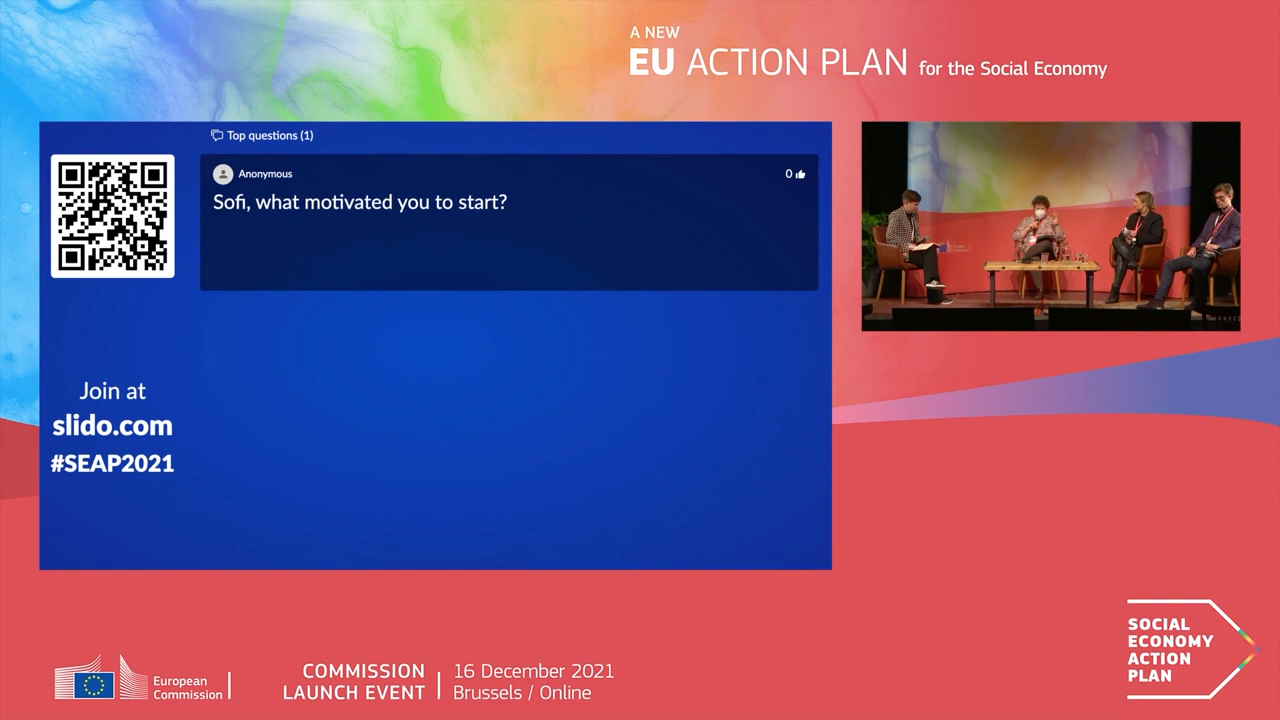 A NEW
EU ACTION PLAN for the Social Economy
Top questions (1)
Anonymous
0
Sofi, what motivated you to start?
Join at
slido.com
#SEAP2021
SOCIAL
ECONOMY
ACTION
PLAN
European
Commission
COMMISSION
LAUNCH EVENT
16 December 2021
Brussels / Online